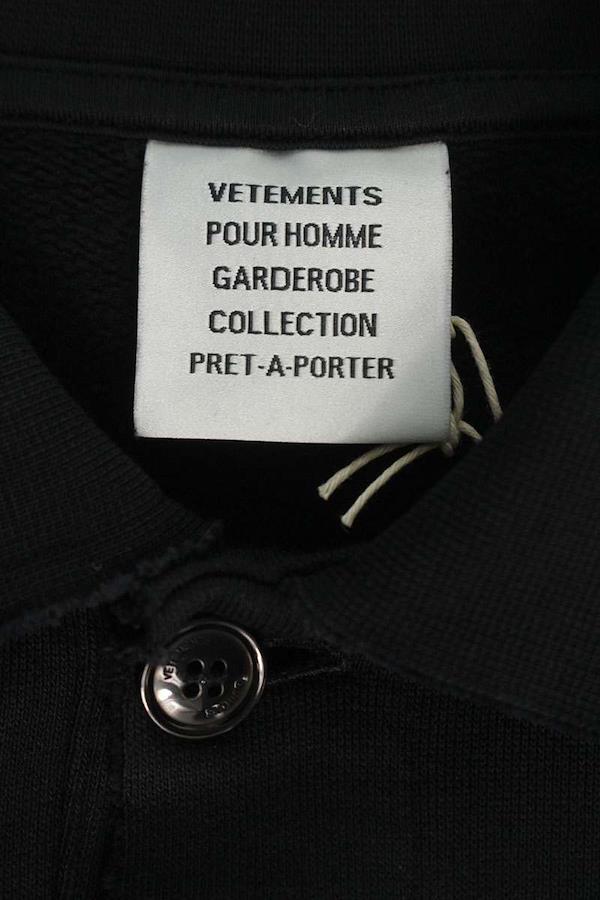 VETEMENTS
POUR HOMME
GARDEROBE
COLLECTION
PRET-A-PORTER